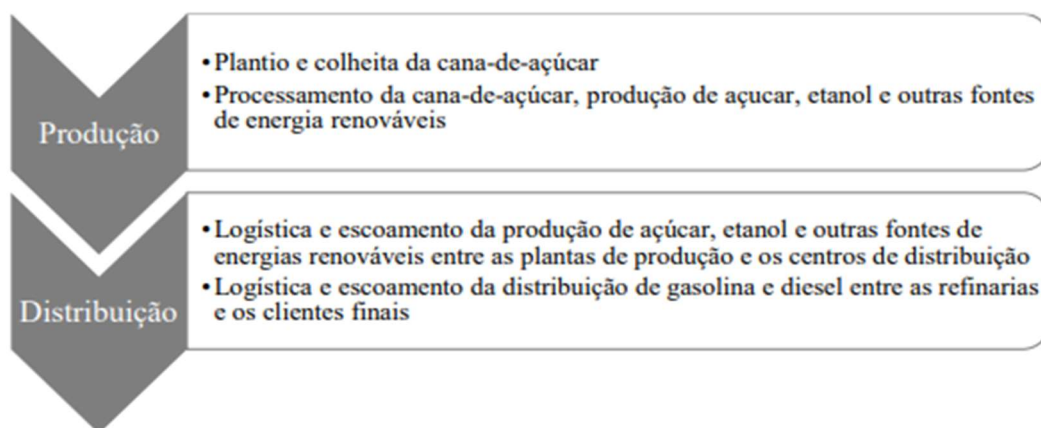 Produção
•Plantio e colheita da cana-de-açúcar
•Processamento da cana-de-açúcar, produção de açucar, etanol e outras fontes
de energia renováveis
Distribuição
•Logística e escoamento da produção de açúcar, etanol e outras fontes de
energias renováveis entre as plantas de produção e os centros de distribuição
•Logística e escoamento da distribuição de gasolina e diesel entre as refinarias
e os clientes finais